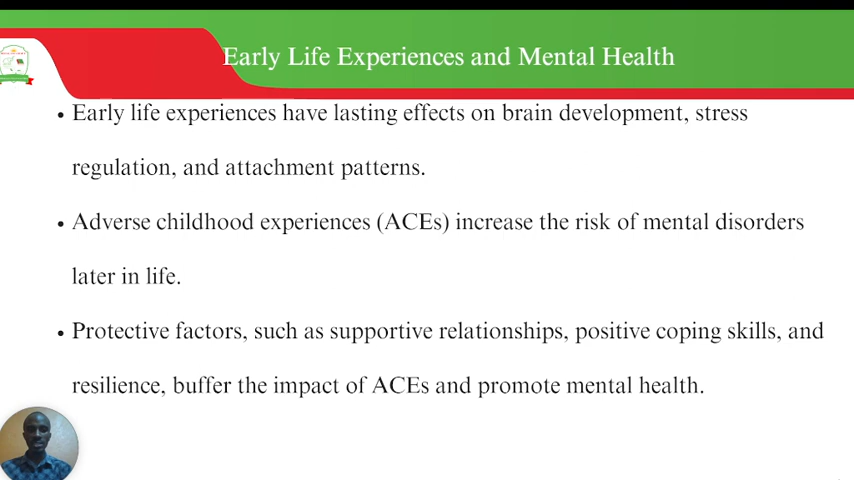 Early Life Experiences and Mental Health
• Early life experiences have lasting effects on brain development, stress
regulation, and attachment patterns.
• Adverse childhood experiences (ACEs) increase the risk of mental disorders
later in life.
• Protective factors, such as supportive relationships, positive coping skills, and
resilience, buffer the impact of ACEs and promote mental health.